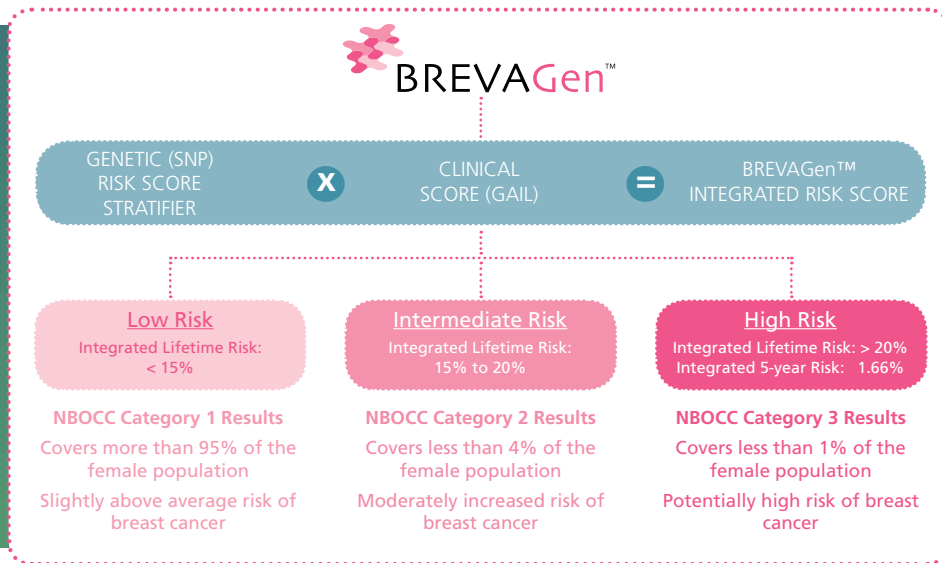 BREVAGen™
GENETIC (SNP)
RISK SCORE
STRATIFIER
X
CLINICAL
SCORE (GAIL)
=
BREVAGen™
INTEGRATED RISK SCORE
Low Risk
Integrated Lifetime Risk:
< 15%
NBOCC Category 1 Results
Covers more than 95% of the
female population
Slightly above average risk of
breast cancer
Intermediate Risk
Integrated Lifetime Risk:
15% to 20%
NBOCC Category 2 Results
Covers less than 4% of the
female population
Moderately increased risk of
breast cancer
High Risk
Integrated Lifetime Risk: > 20%
Integrated 5-year Risk: 1.66%
NBOCC Category 3 Results
Covers less than 1% of the
female population
Potentially high risk of breast
cancer